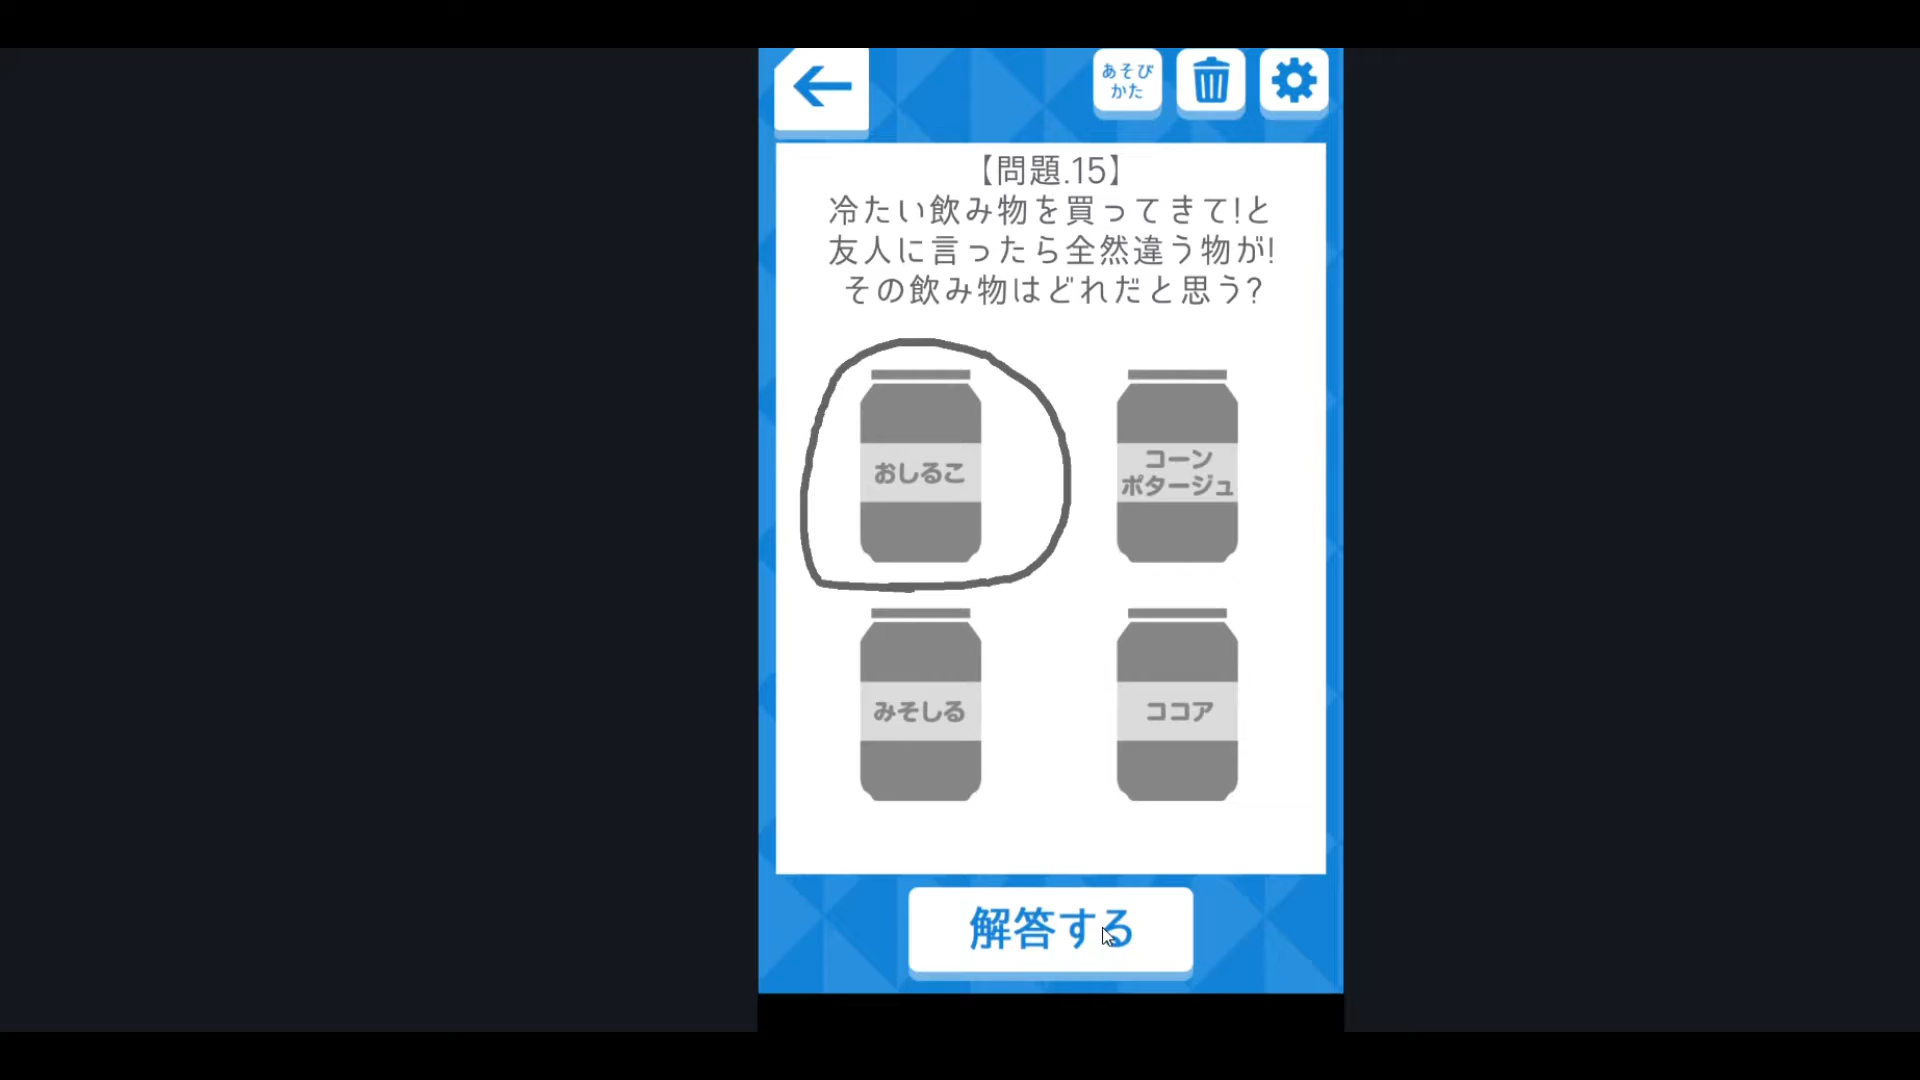 あそび
かた
【問題.15】
冷たい飲み物を買ってきて!と
友人に言ったら全然違う物が!
その飲み物はどれだと思う?
おしるこ
コーン
ポタージュ
みそしる
ココア
解答する